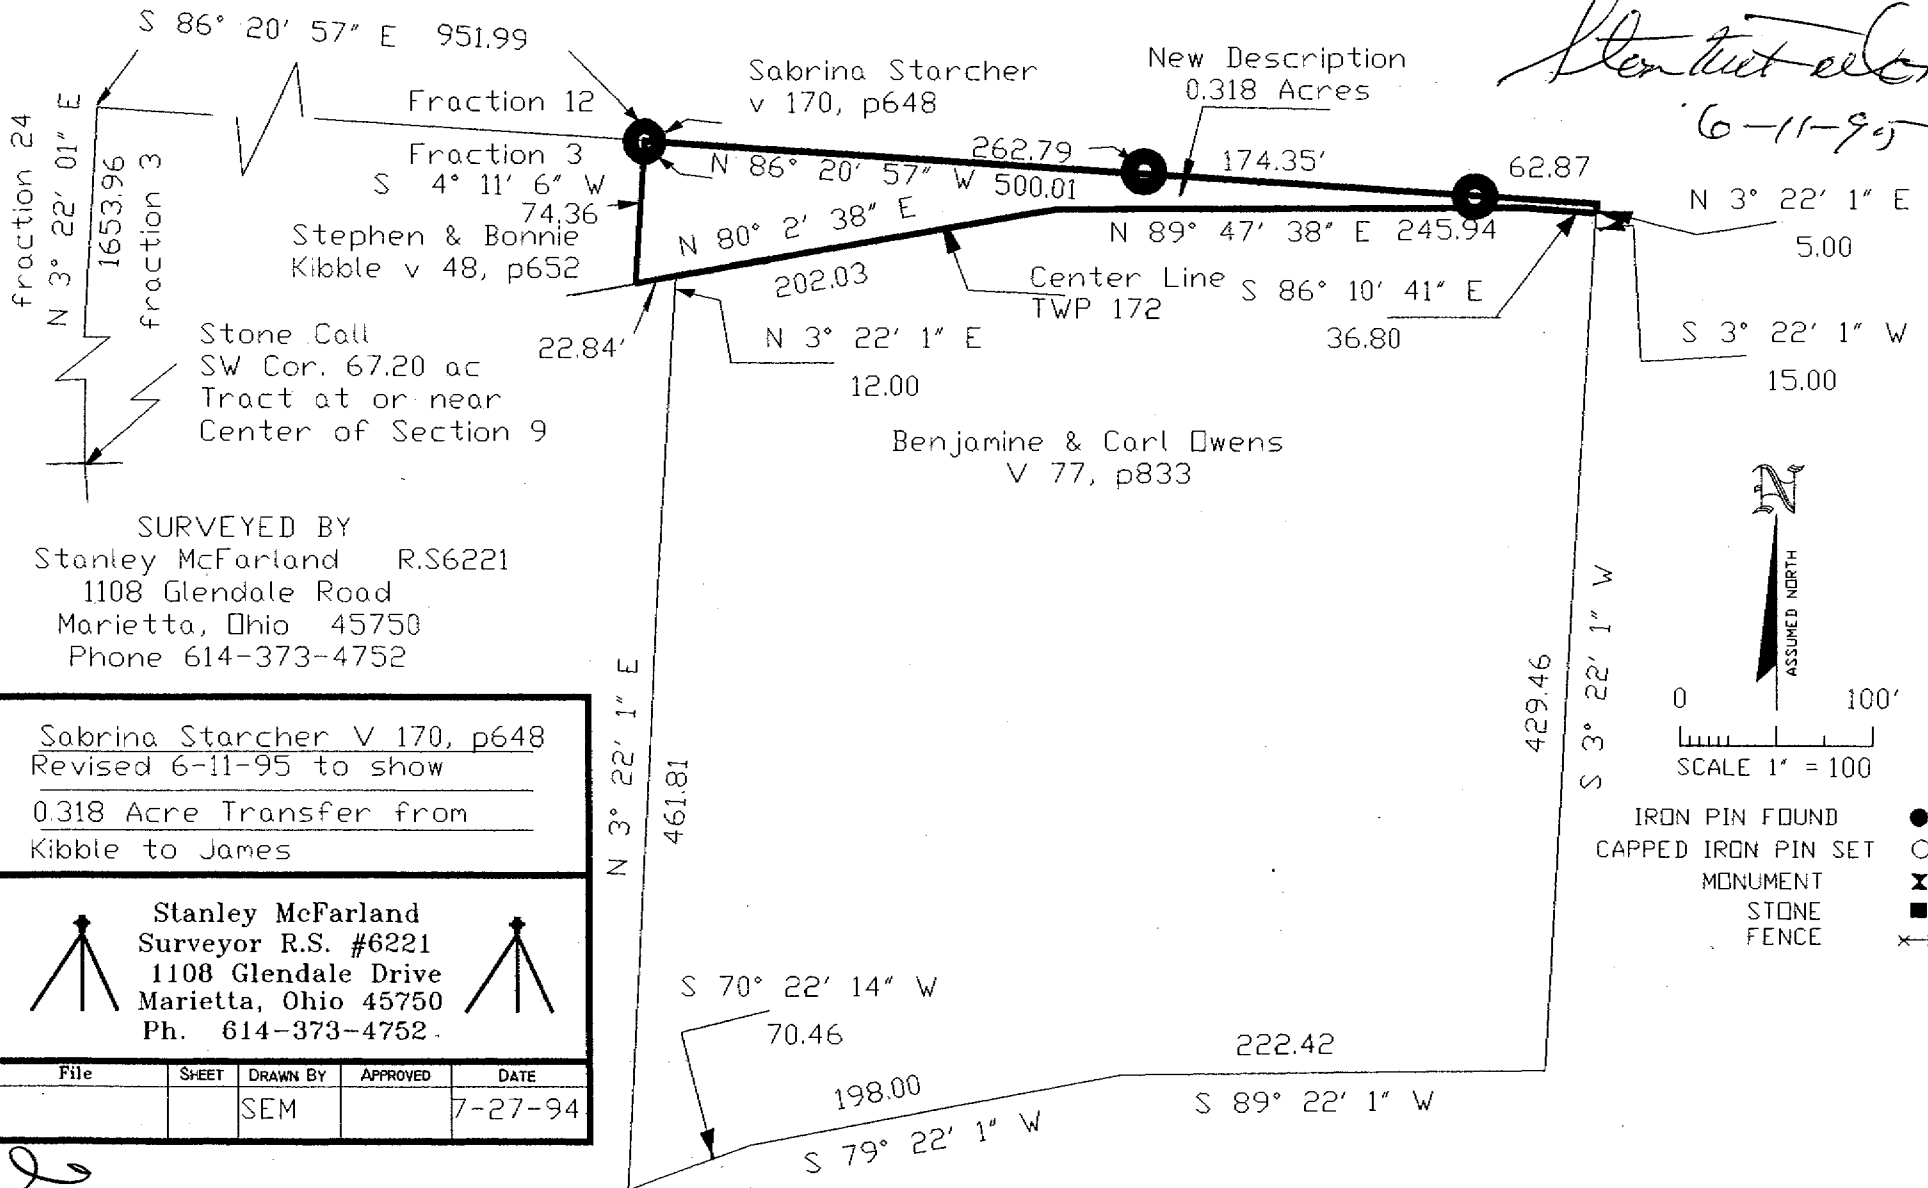 S 86° 20' 57" E 951.99
fraction 24
N 3° 22' 01" E
1653.96
fraction 3
Fraction 12
Fraction 3
S 4° 11' 6" W
74.36
Sabrina Starcher
v 170, p648
New Description
0.318 Acres
6-11-95
262.79
174.35'
62.87
N 86° 20' 57" W 500.01
N 3° 22' 1" E
5.00
Stephen & Bonnie
Kibble v 48, p652
N 80° 2' 38" E
202.03
N 89° 47' 38" E 245.94
Center Line
TWP 172
S 86° 10' 41" E
36.80
S 3° 22' 1" W
15.00
22.84'
N 3° 22' 1" E
12.00
Stone Call
SW Cor. 67.20 ac
Tract at or near
Center of Section 9
Benjamine & Carl Owens
V 77, p833
SURVEYED BY
Stanley McFarland R.S6221
1108 Glendale Road
Marietta, Ohio 45750
Phone 614-373-4752
N 3° 22' 1" E
461.81
429.46
S 3° 22' 1" W
N
ASSUMED NORTH
0 100'
SCALE 1" = 100
IRON PIN FOUND
CAPPED IRON PIN SET
MONUMENT
STONE
FENCE
Sabrina Starcher V 170, p648
Revised 6-11-95 to show
0.318 Acre Transfer from
Kibble to James
Stanley McFarland
Surveyor R.S. #6221
1108 Glendale Drive
Marietta, Ohio 45750
Ph. 614-373-4752
File SHEET DRAWN BY APPROVED DATE
SEM 7-27-94
S 70° 22' 14" W
70.46
198.00
S 79° 22' 1" W
222.42
S 89° 22' 1" W